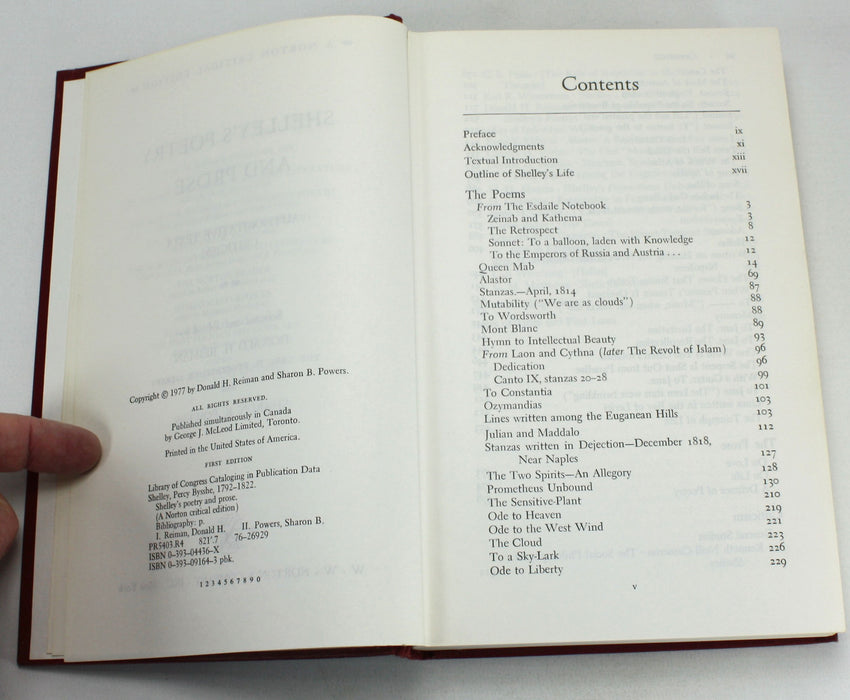 Copyright © 1977 by Donald H. Reiman and Sharon B. Powers.
ALL RIGHTS RESERVED.
Published simultaneously in Canada
by George J. McLeod Limited, Toronto.
Printed in the United States of America.
FIRST EDITION
Library of Congress Cataloging in Publication Data
Shelley, Percy Bysshe, 1792–1822.
Shelley's poetry and prose.
(A Norton critical edition)
Bibliography: p.
I. Reiman, Donald H. II. Powers, Sharon B.
PR5403.R4 821'.7 76-26929
ISBN 0-393-04436-X
ISBN 0-393-09164-3 pbk.
1 2 3 4 5 6 7 8 9 0
Contents
Preface ix
Acknowledgments xi
Textual Introduction xiii
Outline of Shelley's Life xvii
The Poems
From The Esdaile Notebook 3
Zeinab and Kathema 3
The Retrospect 8
Sonnet: To a balloon, laden with Knowledge 12
To the Emperors of Russia and Austria . . . 12
Queen Mab 14
Alastor 69
Stanzas.—April, 1814 87
Mutability ("We are as clouds") 88
To Wordsworth 88
Mont Blanc 89
Hymn to Intellectual Beauty 93
From Laon and Cythna (later The Revolt of Islam) 96
Dedication 96
Canto IX, stanzas 20–28 99
To Constantia 101
Ozymandias 103
Lines written among the Euganean Hills 103
Julian and Maddalo 112
Stanzas written in Dejection—December 1818,
Near Naples 127
The Two Spirits—An Allegory 128
Prometheus Unbound 130
The Sensitive-Plant 210
Ode to Heaven 219
Ode to the West Wind 221
The Cloud 223
To a Sky-Lark 226
Ode to Liberty 229
v